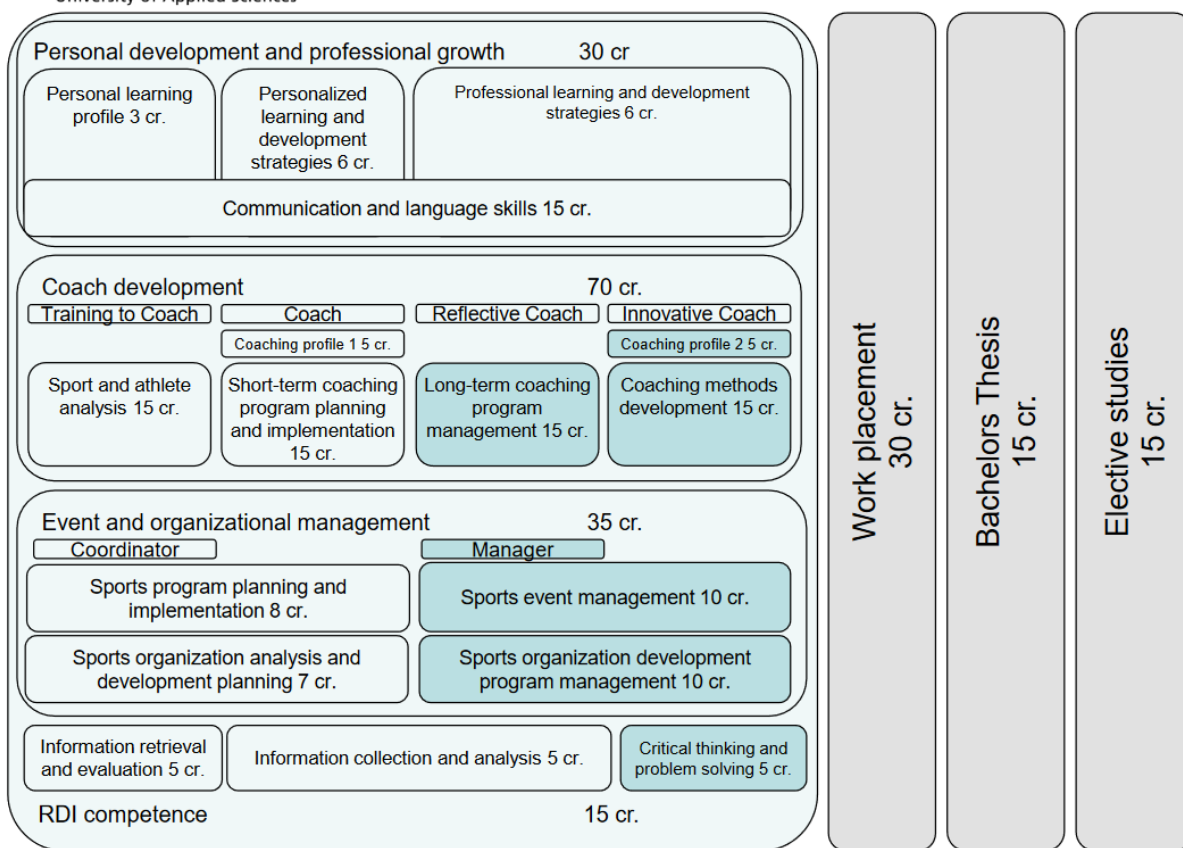 University of Applied Sciences
Personal development and professional growth 30 cr
Personal learning
profile 3 cr.
Personalized
learning and
development
strategies 6 cr.
Professional learning and development
strategies 6 cr.
Communication and language skills 15 cr.
Coach development 70 cr.
Training to Coach
Coach
Reflective Coach
Innovative Coach
Coaching profile 1 5 cr.
Coaching profile 2 5 cr.
Sport and athlete
analysis 15 cr.
Short-term coaching
program planning
and implementation
15 cr.
Long-term coaching
program
management 15 cr.
Coaching methods
development 15 cr.
Event and organizational management 35 cr.
Coordinator
Manager
Sports program planning and
implementation 8 cr.
Sports event management 10 cr.
Sports organization analysis and
development planning 7 cr.
Sports organization development
program management 10 cr.
Information retrieval
and evaluation 5 cr.
Information collection and analysis 5 cr.
Critical thinking and
problem solving 5 cr.
RDI competence 15 cr.
Work placement
30 cr.
Bachelors Thesis
15 cr.
Elective studies
15 cr.